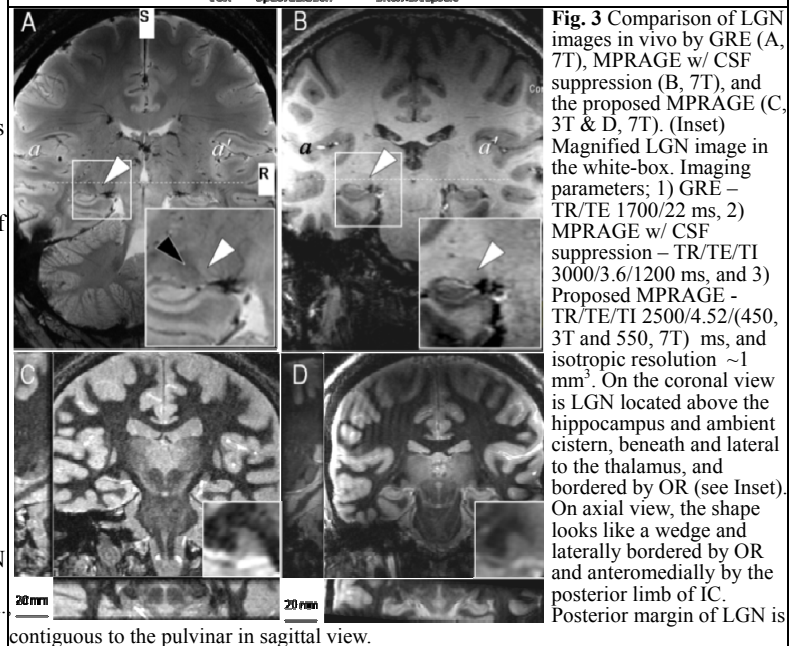 A
S
B
a
a'
R
a
a'
C
D
20 mm
20 mm
Fig. 3 Comparison of LGN
images in vivo by GRE (A,
7T), MPRAGE w/ CSF
suppression (B, 7T), and
the proposed MPRAGE (C,
3T & D, 7T). (Inset)
Magnified LGN image in
the white-box. Imaging
parameters; 1) GRE –
TR/TE 1700/22 ms, 2)
MPRAGE w/ CSF
suppression – TR/TE/TI
3000/3.6/1200 ms, and 3)
Proposed MPRAGE -
TR/TE/TI 2500/4.52/(450,
3T and 550, 7T) ms, and
isotropic resolution ~1
mm³. On the coronal view
is LGN located above the
hippocampus and ambient
cistern, beneath and lateral
to the thalamus, and
bordered by OR (see Inset).
On axial view, the shape
looks like a wedge and
laterally bordered by OR
and anteromedially by the
posterior limb of IC.
Posterior margin of LGN is
contiguous to the pulvinar in sagittal view.